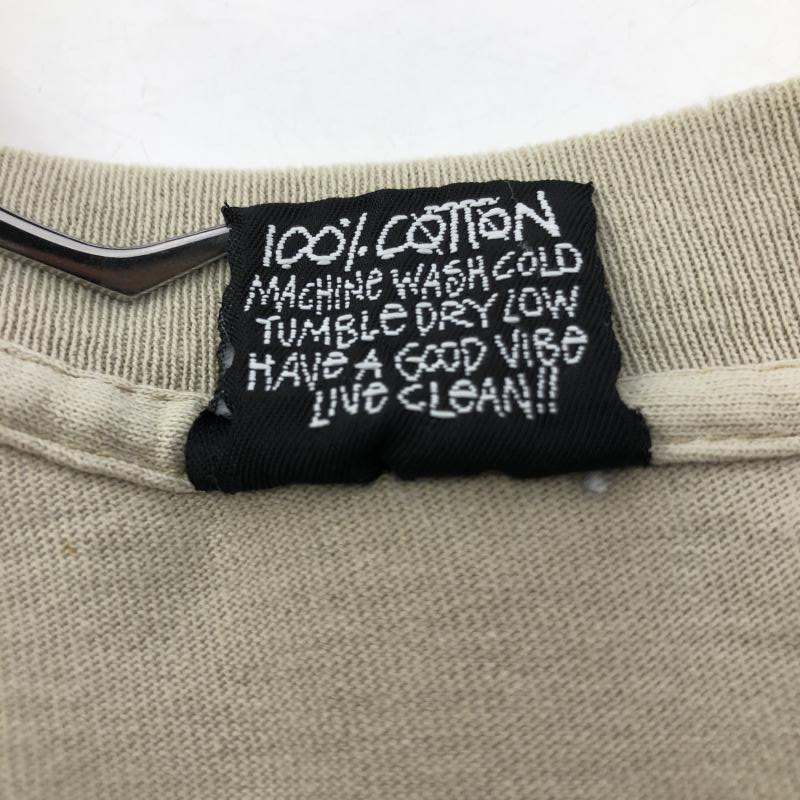 100% COTTON
MACHINe WASH COLD
TUMBLe DRY LOW
HAVe A GOOD VIBe
LIVe CLeAN!!